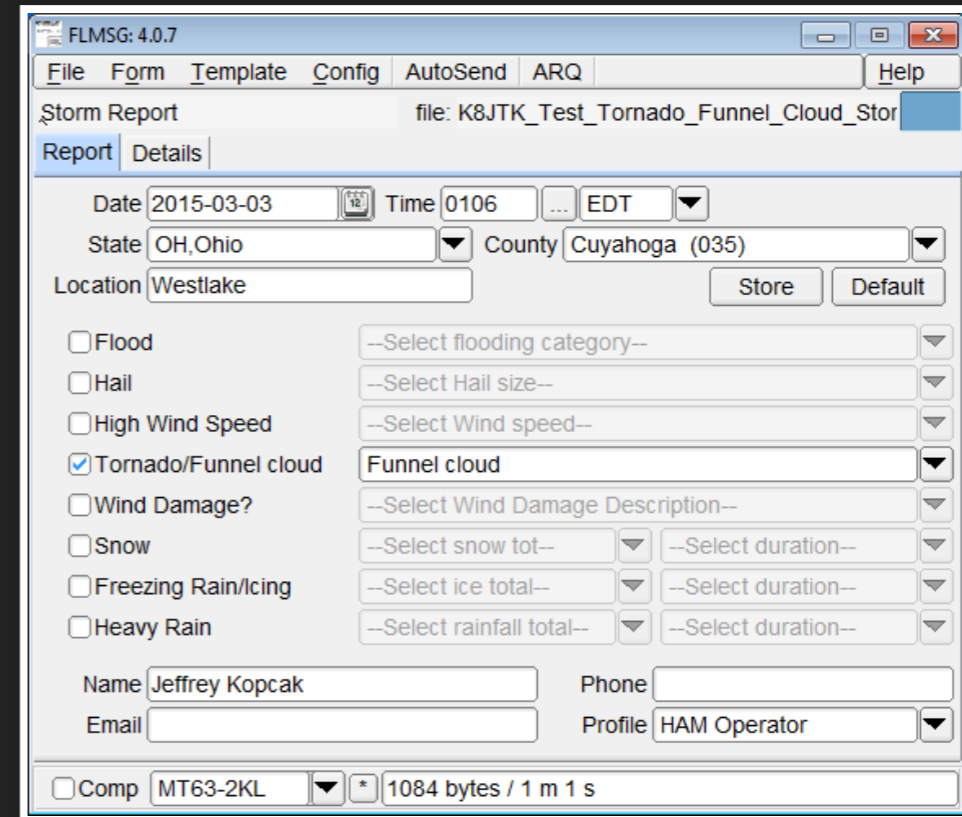 FLMSG: 4.0.7
File Form Template Config AutoSend ARQ Help
Storm Report file: K8JTK_Test_Tornado_Funnel_Cloud_Stor
Report Details
Date 2015-03-03 12 Time 0106 ... EDT
State OH,Ohio County Cuyahoga (035)
Location Westlake Store Default
Flood --Select flooding category--
Hail --Select Hail size--
High Wind Speed --Select Wind speed--
Tornado/Funnel cloud Funnel cloud
Wind Damage? --Select Wind Damage Description--
Snow --Select snow tot-- --Select duration--
Freezing Rain/Icing --Select ice total-- --Select duration--
Heavy Rain --Select rainfall total-- --Select duration--
Name Jeffrey Kopcak Phone
Email Profile HAM Operator
Comp MT63-2KL * 1084 bytes / 1 m 1 s